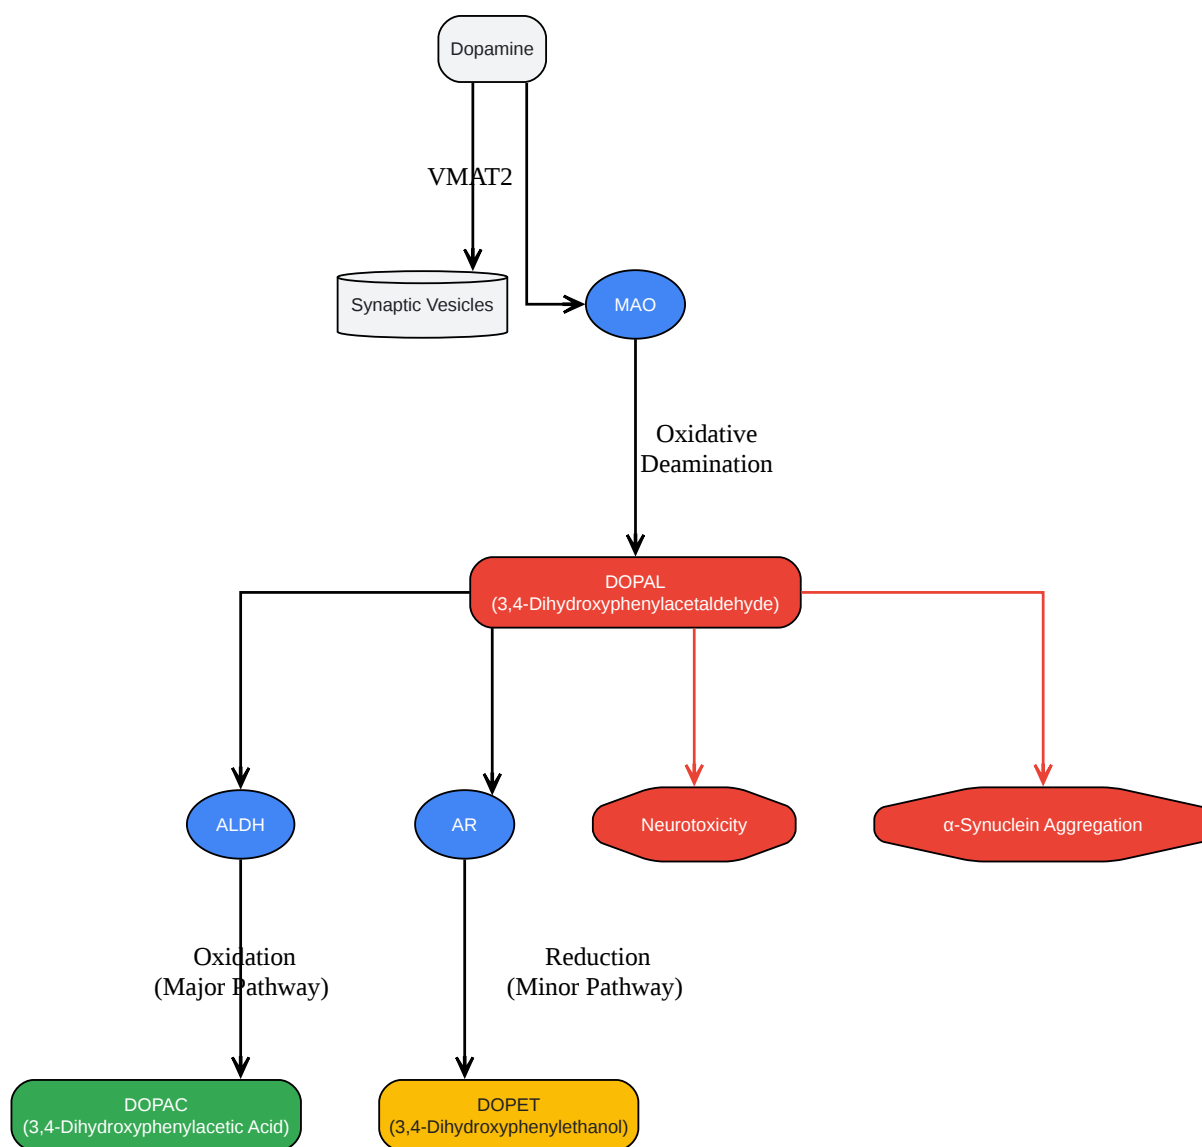 Dopamine
VMAT2
Synaptic Vesicles
MAO
Oxidative
Deamination
DOPAL
(3,4-Dihydroxyphenylacetaldehyde)
ALDH
AR
Neurotoxicity
α-Synuclein Aggregation
Oxidation
(Major Pathway)
Reduction
(Minor Pathway)
DOPAC
(3,4-Dihydroxyphenylacetic Acid)
DOPET
(3,4-Dihydroxyphenylethanol)